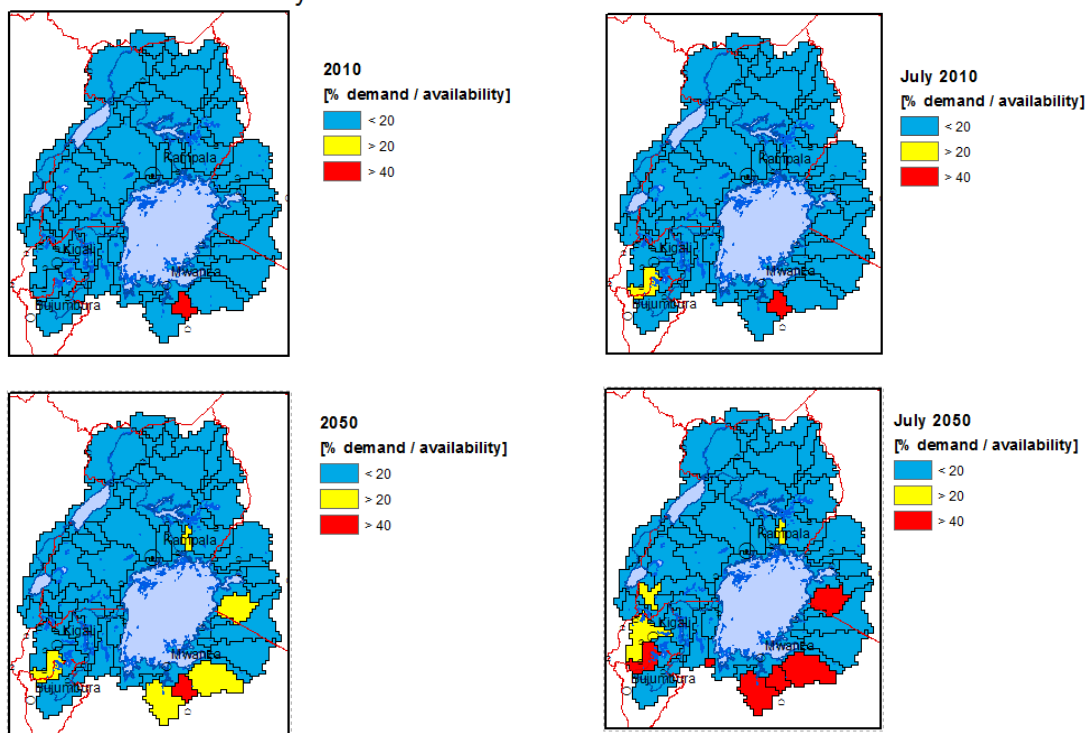 2010
[% demand / availability]
< 20
> 20
> 40
Kampala
Kigali
Mwanza
Bujumbura
July 2010
[% demand / availability]
< 20
> 20
> 40
Kampala
Kigali
Mwanza
Bujumbura
2050
[% demand / availability]
< 20
> 20
> 40
Kampala
Kigali
Mwanza
Bujumbura
July 2050
[% demand / availability]
< 20
> 20
> 40
Kampala
Kigali
Mwanza
Bujumbura